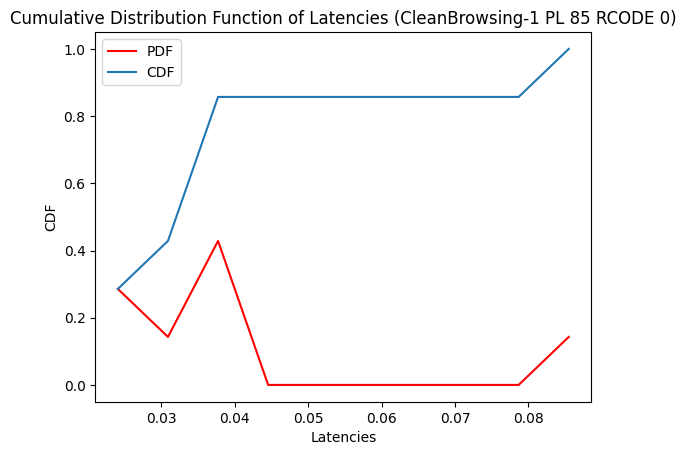 Cumulative Distribution Function of Latencies (CleanBrowsing-1 PL 85 RCODE 0)
PDF
CDF
1.0
0.8
0.6
0.4
0.2
0.0
CDF
0.03 0.04 0.05 0.06 0.07 0.08
Latencies